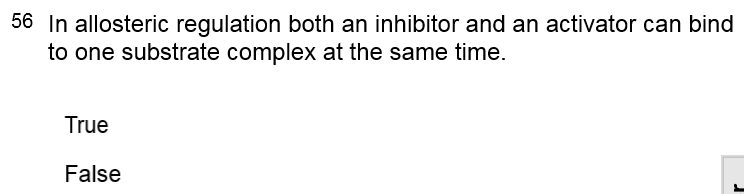 56 In allosteric regulation both an inhibitor and an activator can bind
to one substrate complex at the same time.
True
False